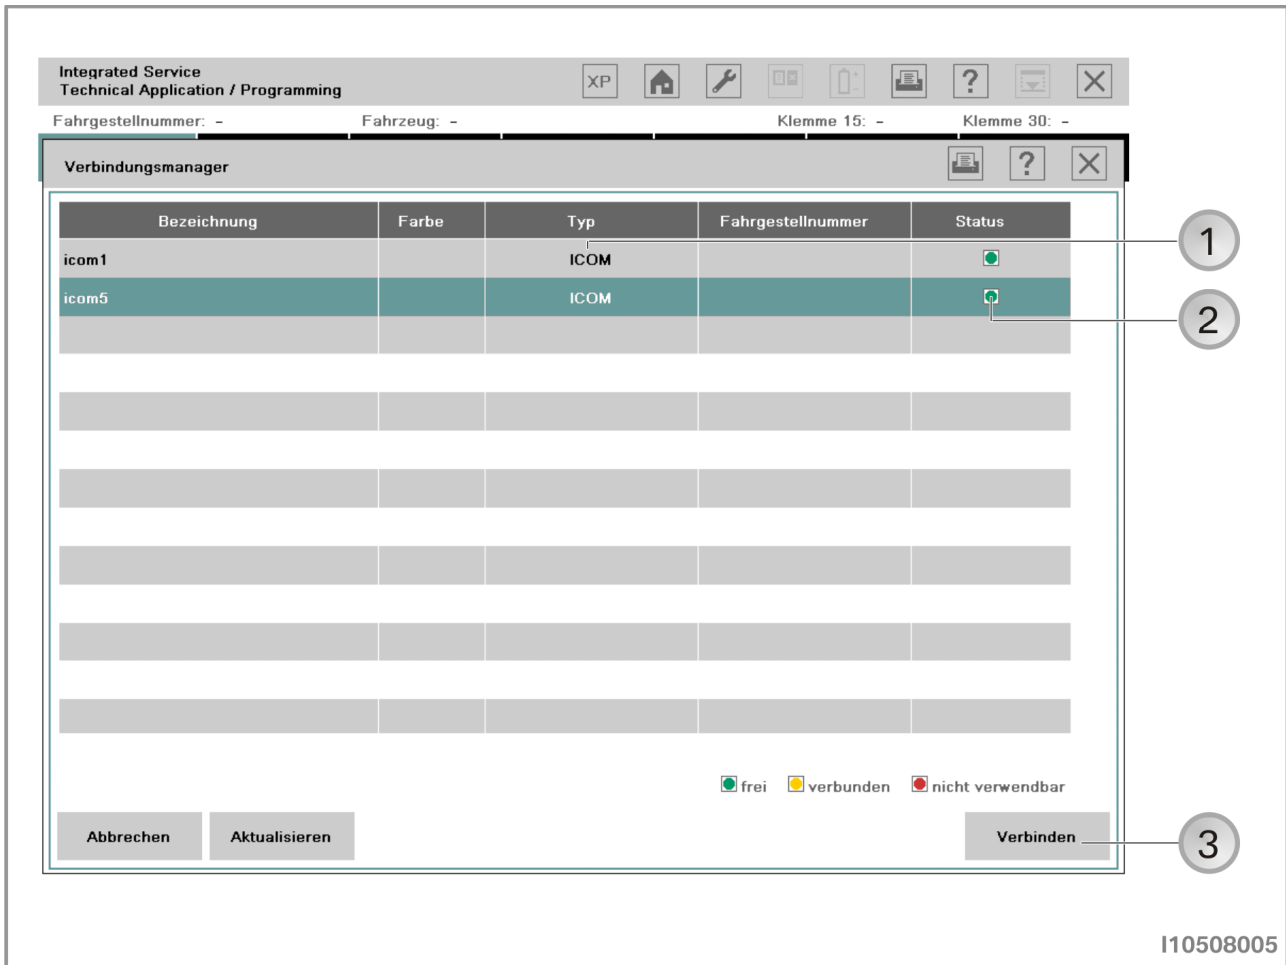 Integrated Service
Technical Application / Programming
XP
?
Fahrgestellnummer: -
Fahrzeug: -
Klemme 15: -
Klemme 30: -
Verbindungsmanager
?
Bezeichnung Farbe Typ Fahrgestellnummer Status
icom1 ICOM
icom5 ICOM
1
2
frei verbunden nicht verwendbar
Abbrechen Aktualisieren Verbinden
3
I10508005